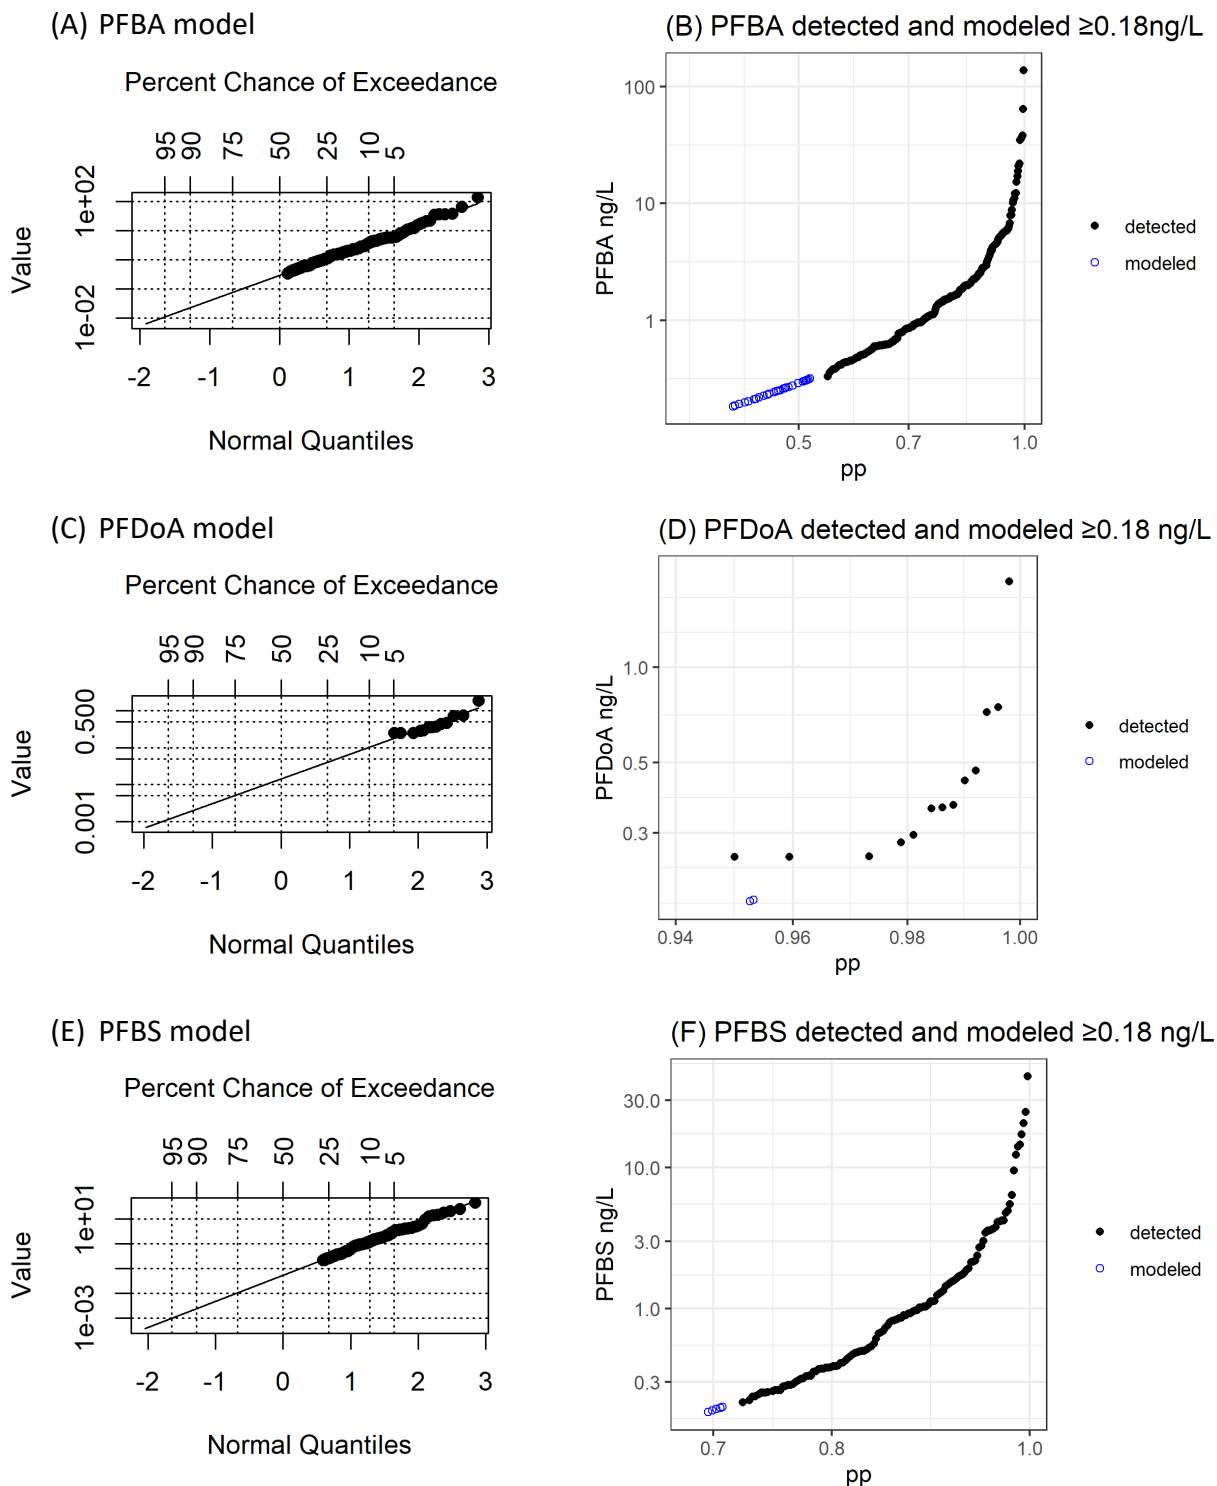 (A) PFBA model
Percent Chance of Exceedance
95 90 75 50 25 10 5
Value
1e+02
1e-02
-2 -1 0 1 2 3
Normal Quantiles
(B) PFBA detected and modeled ≥0.18ng/L
PFBA ng/L
100
10
1
0.5 0.7 1.0
pp
detected
modeled
(C) PFDoA model
Percent Chance of Exceedance
95 90 75 50 25 10 5
Value
0.500
0.001
-2 -1 0 1 2 3
Normal Quantiles
(D) PFDoA detected and modeled ≥0.18 ng/L
PFDoA ng/L
1.0
0.5
0.3
0.94 0.96 0.98 1.00
pp
detected
modeled
(E) PFBS model
Percent Chance of Exceedance
95 90 75 50 25 10 5
Value
1e+01
1e-03
-2 -1 0 1 2 3
Normal Quantiles
(F) PFBS detected and modeled ≥0.18 ng/L
PFBS ng/L
30.0
10.0
3.0
1.0
0.3
0.7 0.8 1.0
pp
detected
modeled